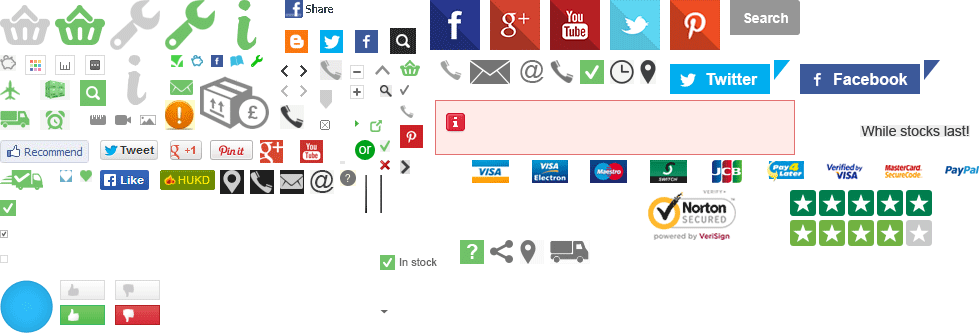 Share
Search
You Tube
Twitter
Facebook
While stocks last!
Recommend
Tweet
g +1
Pin it
g+
You Tube
or
Like
HUKD
VISA
VISA Electron
Maestro
SWITCH
JCB
Pay4 Later
Verified by VISA
MasterCard. SecureCode.
PayPal
VERIFY
Norton
SECURED
powered by VeriSign
In stock